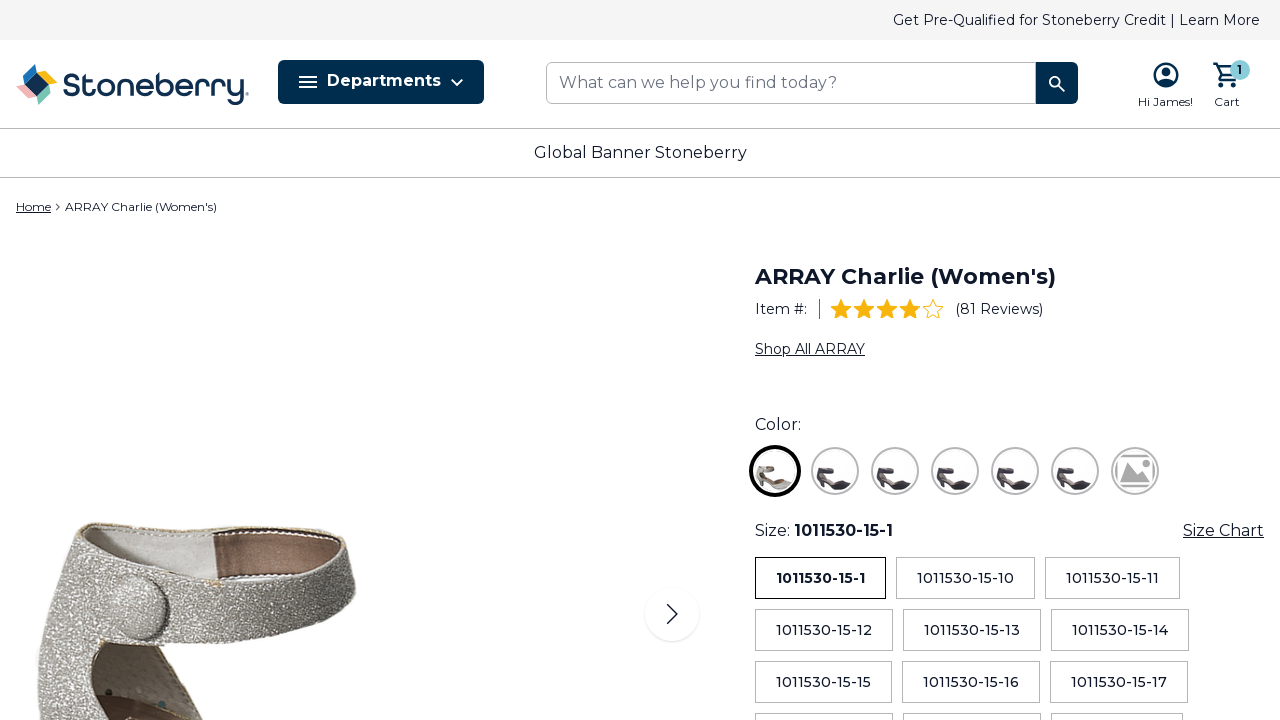 Get Pre-Qualified for Stoneberry Credit | Learn More
Stoneberry®
Departments
What can we help you find today?
Hi James!
1
Cart
Global Banner Stoneberry
Home > ARRAY Charlie (Women's)
ARRAY Charlie (Women's)
Item #:
(81 Reviews)
Shop All ARRAY
Color:
Size: 1011530-15-1
Size Chart
1011530-15-1
1011530-15-10
1011530-15-11
1011530-15-12
1011530-15-13
1011530-15-14
1011530-15-15
1011530-15-16
1011530-15-17